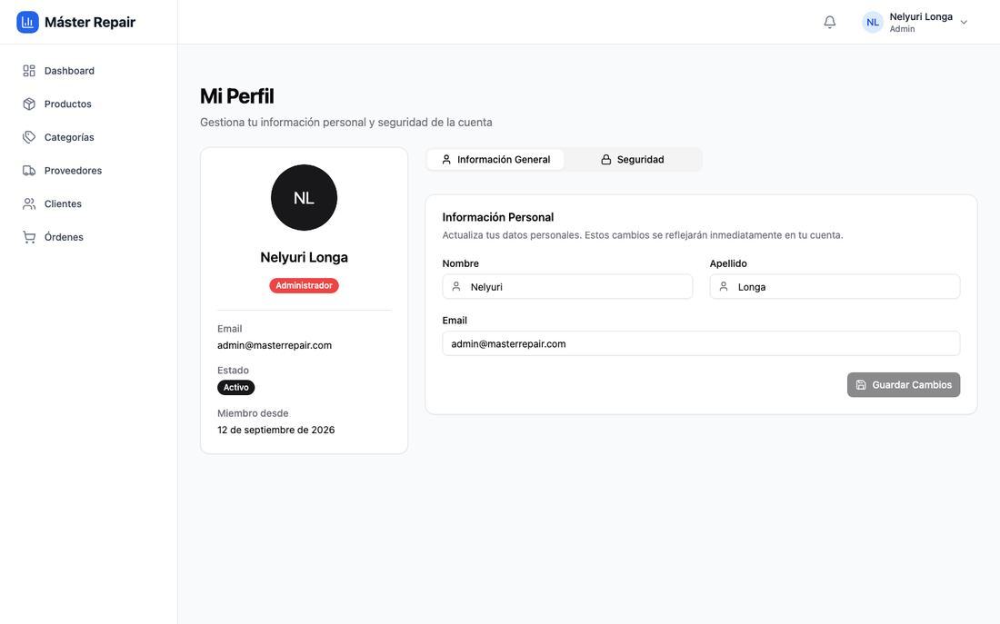 Máster Repair
NL
Nelyuri Longa
Admin
Dashboard
Productos
Categorías
Proveedores
Clientes
Órdenes
Mi Perfil
Gestiona tu información personal y seguridad de la cuenta
NL
Nelyuri Longa
Administrador
Email
admin@masterrepair.com
Estado
Activo
Miembro desde
12 de septiembre de 2026
Información General
Seguridad
Información Personal
Actualiza tus datos personales. Estos cambios se reflejarán inmediatamente en tu cuenta.
Nombre
Nelyuri
Apellido
Longa
Email
admin@masterrepair.com
Guardar Cambios